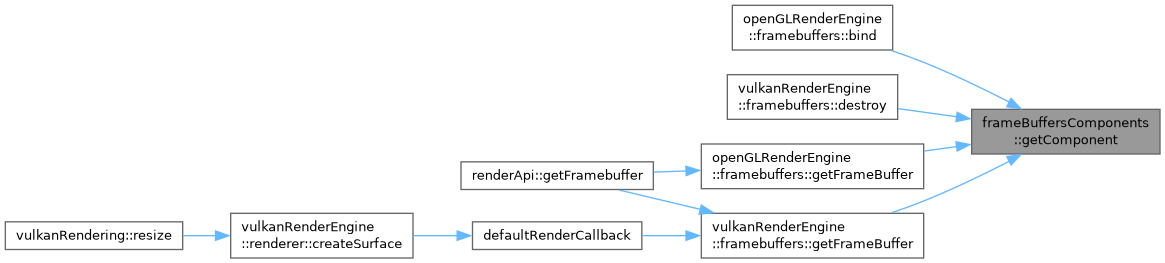 openGLRenderEngine
::framebuffers::bind
vulkanRenderEngine
::framebuffers::destroy
frameBuffersComponents
::getComponent
openGLRenderEngine
::framebuffers::getFrameBuffer
renderApi::getFramebuffer
vulkanRendering::resize
vulkanRenderEngine
::renderer::createSurface
defaultRenderCallback
vulkanRenderEngine
::framebuffers::getFrameBuffer